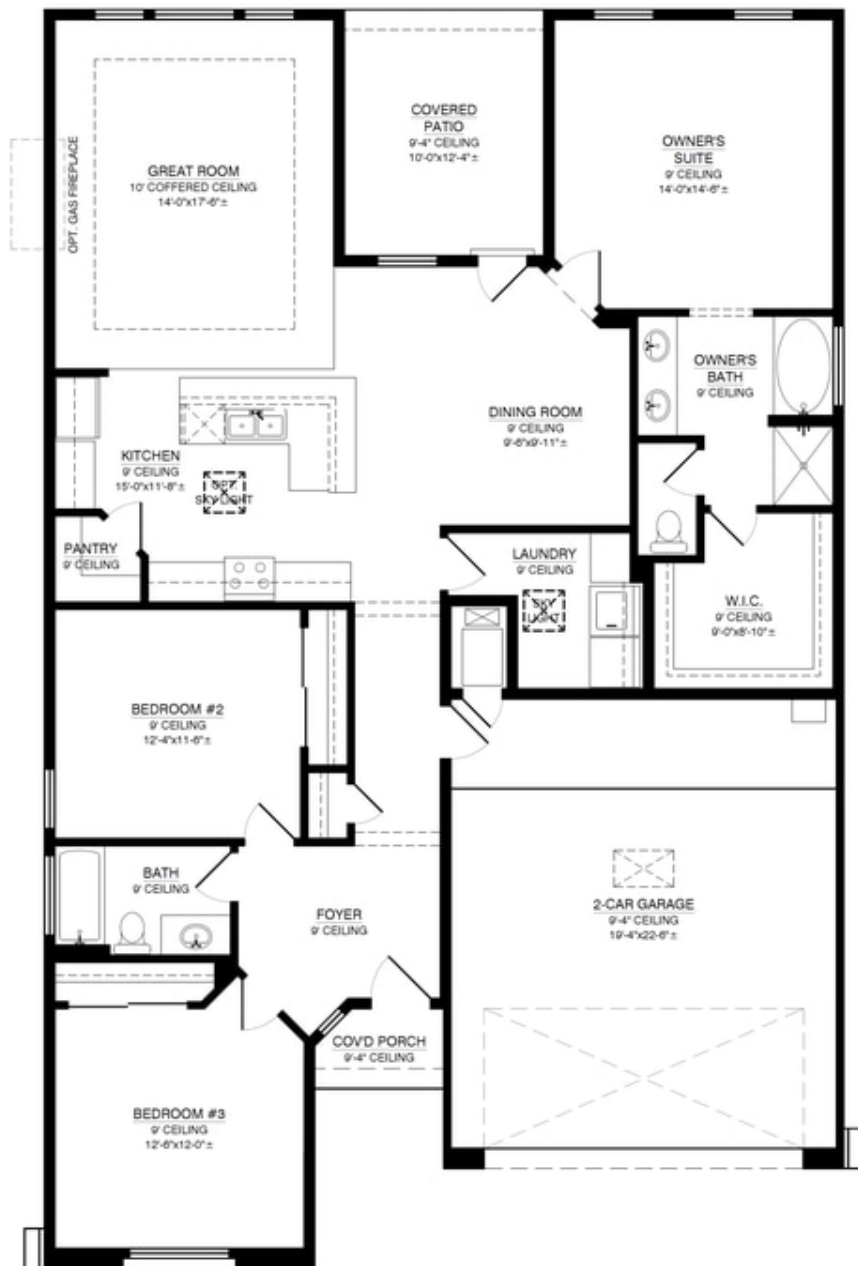 COVERED
PATIO
9'-4" CEILING
10'-0"x12'-4"±
OWNER'S
SUITE
9' CEILING
14'-0"x14'-6"±
GREAT ROOM
10' COFFERED CEILING
14'-0"x17'-6"±
OPT. GAS FIREPLACE
OWNER'S
BATH
9' CEILING
DINING ROOM
9' CEILING
9'-6"x9'-11"±
KITCHEN
9' CEILING
15'-0"x11'-8"±
OPT.
SKYLIGHT
PANTRY
9' CEILING
LAUNDRY
9' CEILING
SKY
LIGHT
W.I.C.
9' CEILING
9'-0"x8'-10"±
BEDROOM #2
9' CEILING
12'-4"x11'-6"±
BATH
9' CEILING
FOYER
9' CEILING
2-CAR GARAGE
9'-4" CEILING
19'-4"x22'-6"±
COV'D PORCH
9'-4" CEILING
BEDROOM #3
9' CEILING
12'-6"x12'-0"±